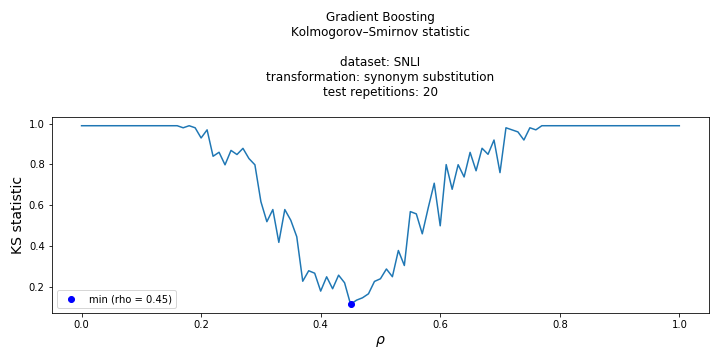 Gradient Boosting
Kolmogorov–Smirnov statistic
dataset: SNLI
transformation: synonym substitution
test repetitions: 20
KS statistic
1.0
0.8
0.6
0.4
0.2
min (rho = 0.45)
0.0 0.2 0.4 0.6 0.8 1.0
ρ